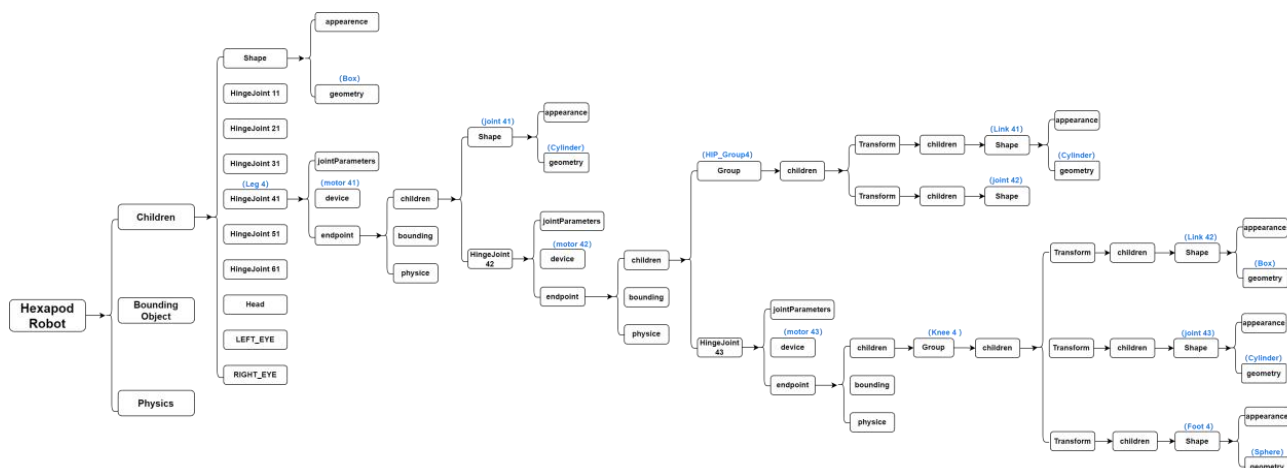 Hexapod
Robot
Children
Bounding
Object
Physics
Shape
HingeJoint 11
HingeJoint 21
HingeJoint 31
(Leg 4)
HingeJoint 41
HingeJoint 51
HingeJoint 61
Head
LEFT_EYE
RIGHT_EYE
appearence
(Box)
geometry
jointParameters
(motor 41)
device
endpoint
children
bounding
physice
(joint 41)
Shape
appearance
(Cylinder)
geometry
HingeJoint
42
jointParameters
(motor 42)
device
endpoint
children
bounding
physice
(HIP_Group4)
Group
children
Transform
children
(Link 41)
Shape
appearance
(Cylinder)
geometry
Transform
children
(joint 42)
Shape
HingeJoint
43
jointParameters
(motor 43)
device
endpoint
children
bounding
physice
(Knee 4 )
Group
children
Transform
children
(Link 42)
Shape
appearance
(Box)
geometry
Transform
children
(joint 43)
Shape
appearance
(Cylinder)
geometry
Transform
children
(Foot 4)
Shape
appearance
(Sphere)
geometry